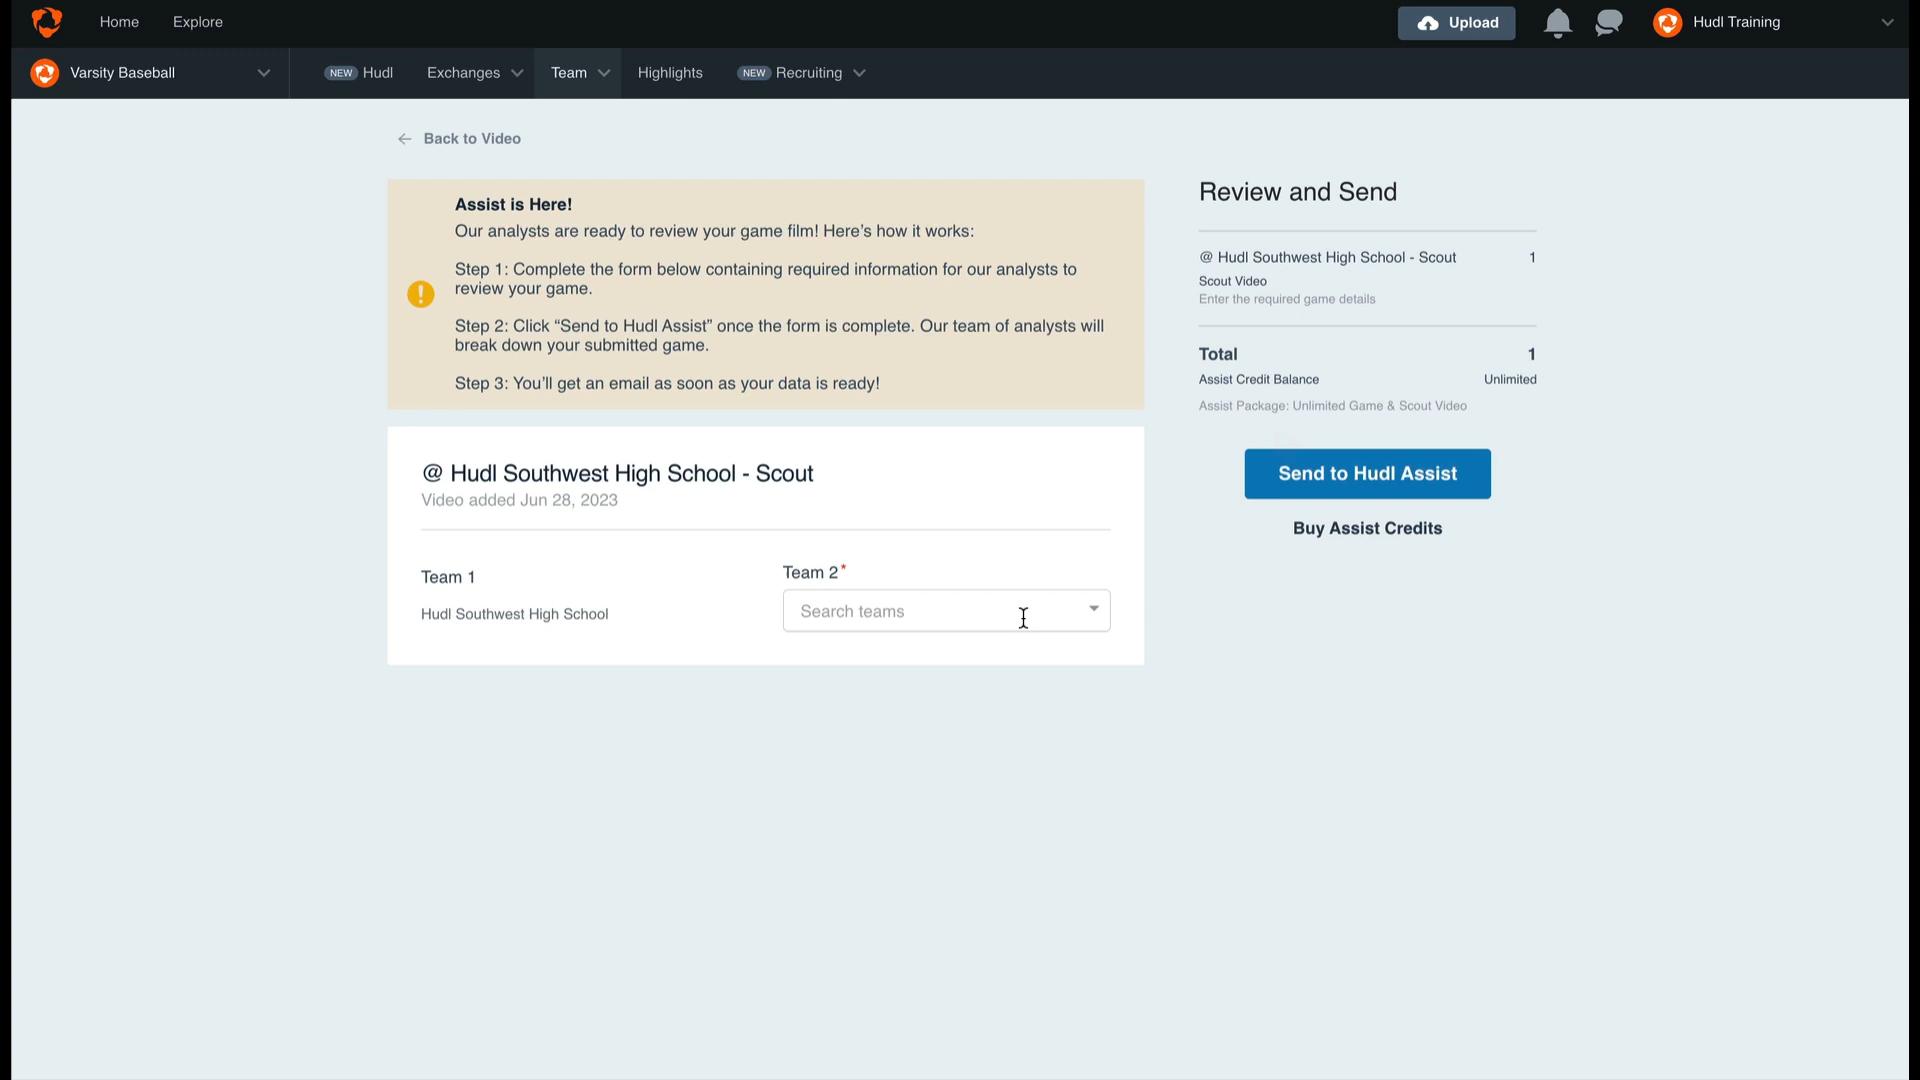 Home
Explore
Upload
Hudl Training
Varsity Baseball
NEW Hudl
Exchanges
Team
Highlights
NEW Recruiting
Back to Video
Assist is Here!
Our analysts are ready to review your game film! Here's how it works:
Step 1: Complete the form below containing required information for our analysts to
review your game.
Step 2: Click “Send to Hudl Assist” once the form is complete. Our team of analysts will
break down your submitted game.
Step 3: You'll get an email as soon as your data is ready!
@ Hudl Southwest High School - Scout
Video added Jun 28, 2023
Team 1
Hudl Southwest High School
Team 2*
Search teams
Review and Send
@ Hudl Southwest High School - Scout 1
Scout Video
Enter the required game details
Total 1
Assist Credit Balance Unlimited
Assist Package: Unlimited Game & Scout Video
Send to Hudl Assist
Buy Assist Credits